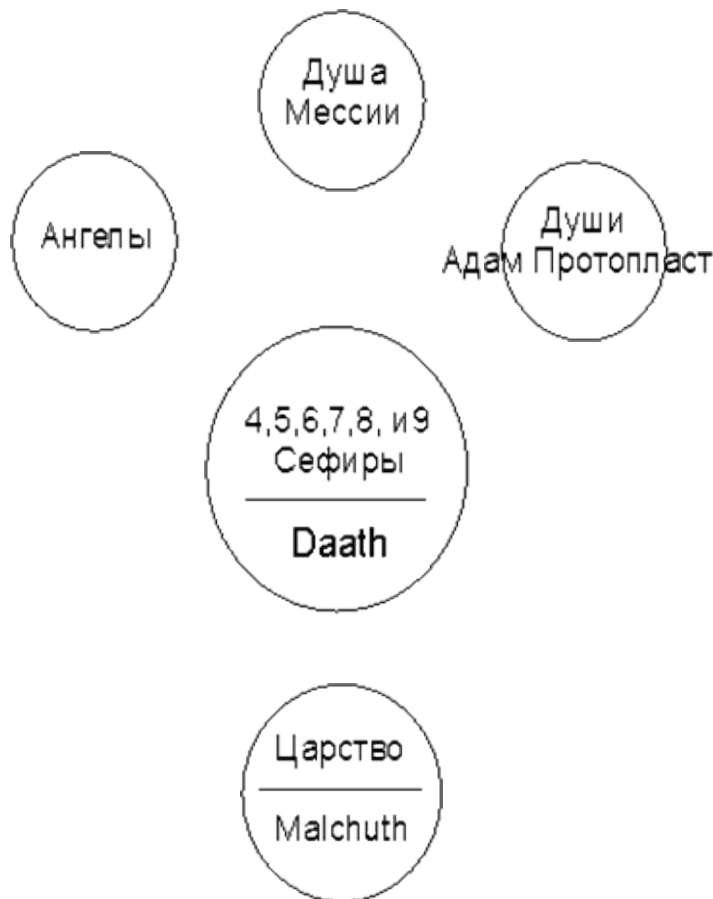 Душа
Мессии
Ангелы
Души
Адам Протопласт
4,5,6,7,8, и9
Сефиры
Daath
Царство
Malchuth